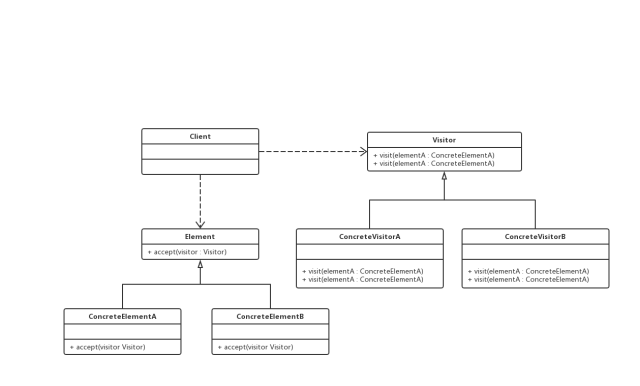 Client
Visitor
+ visit(elementA : ConcreteElementA)
+ visit(elementA : ConcreteElementA)
Element
+ accept(visitor : Visitor)
ConcreteVisitorA
+ visit(elementA : ConcreteElementA)
+ visit(elementA : ConcreteElementA)
ConcreteVisitorB
+ visit(elementA : ConcreteElementA)
+ visit(elementA : ConcreteElementA)
ConcreteElementA
+ accept(visitor Visitor)
ConcreteElementB
+ accept(visitor Visitor)